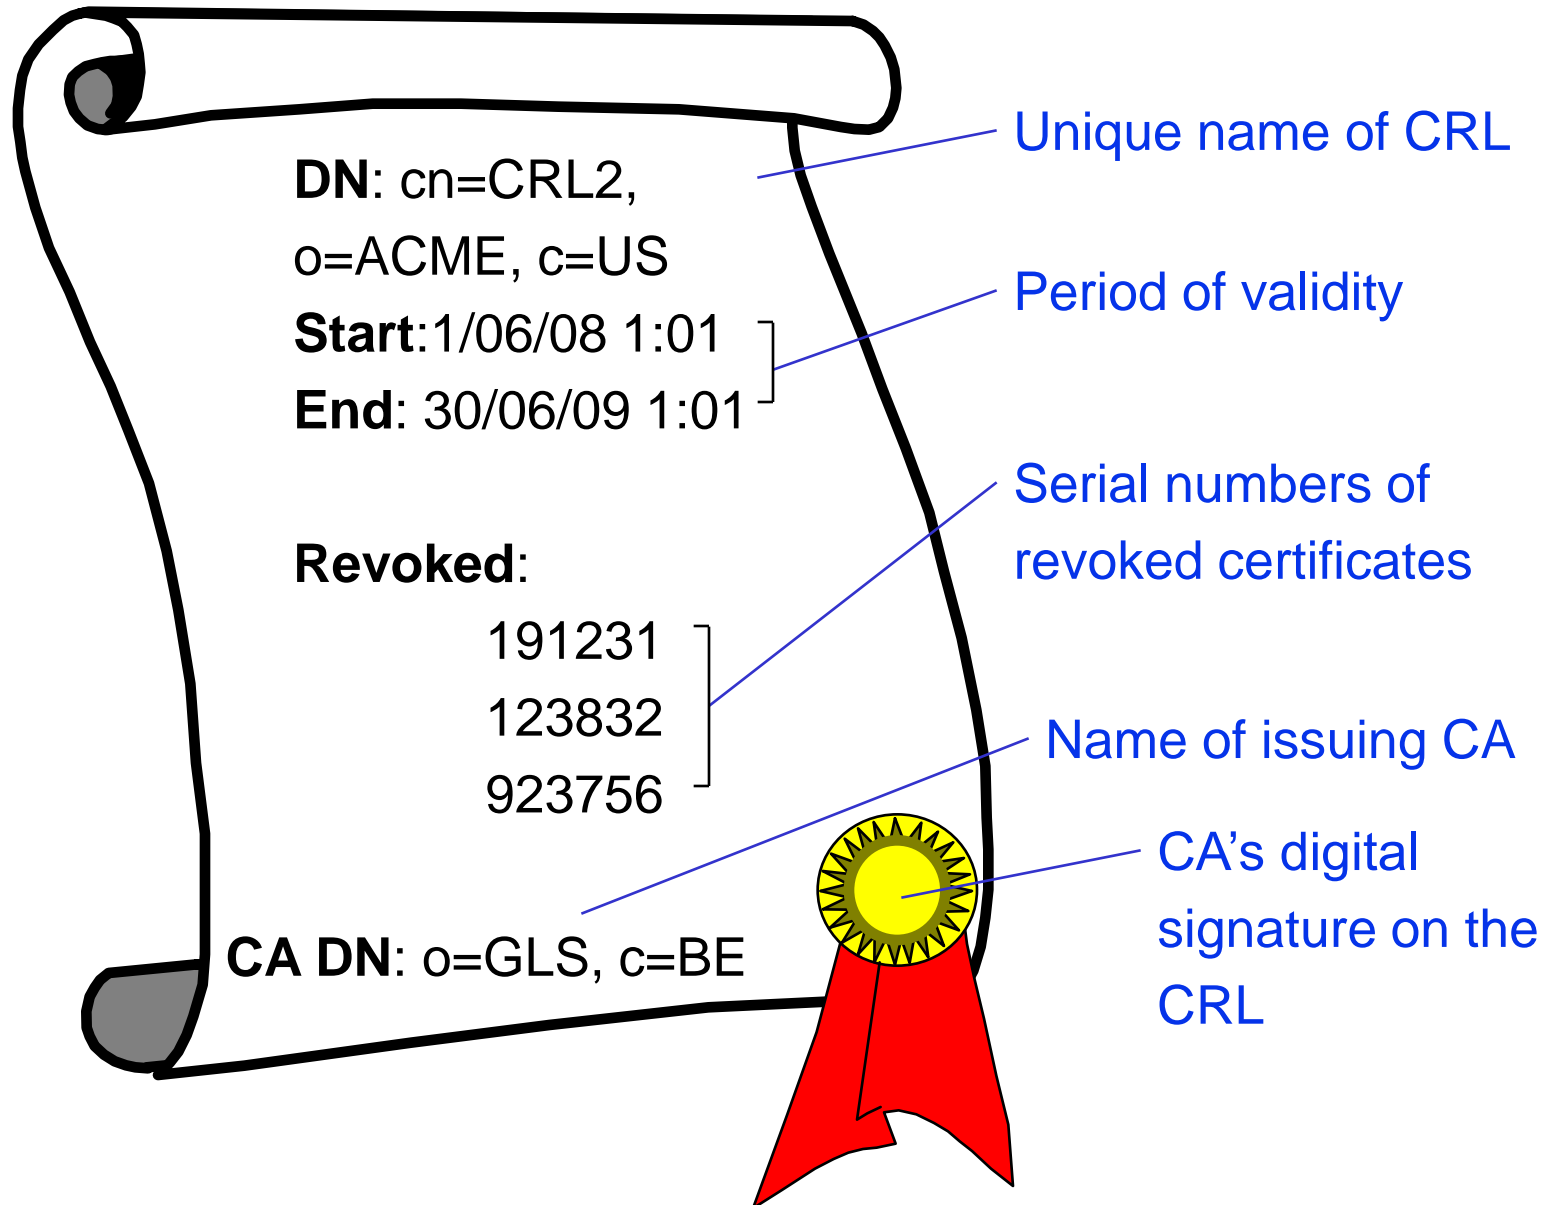 DN: cn=CRL2,
o=ACME, c=US
Start:1/06/08 1:01
End: 30/06/09 1:01
Revoked:
191231
123832
923756
CA DN: o=GLS, c=BE
Unique name of CRL
Period of validity
Serial numbers of
revoked certificates
Name of issuing CA
CA’s digital
signature on the
CRL